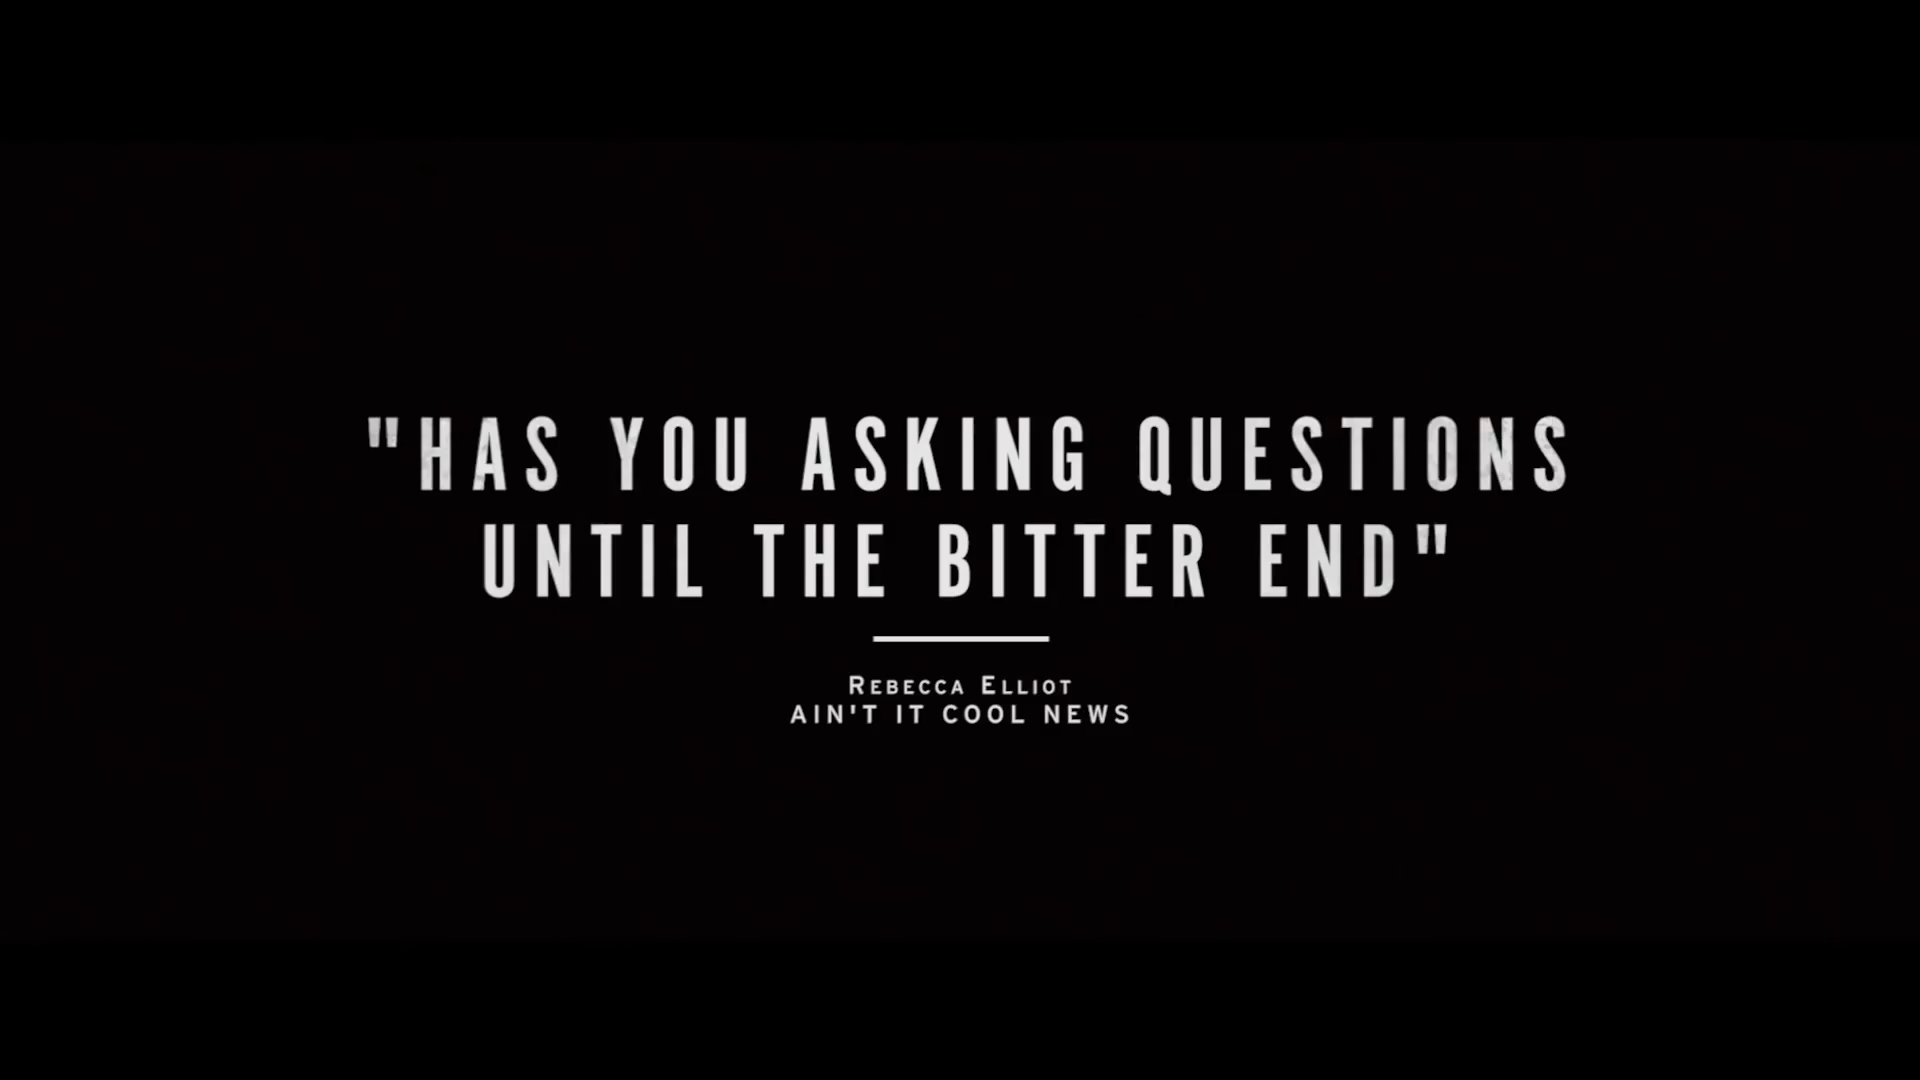 "HAS YOU ASKING QUESTIONS
UNTIL THE BITTER END"
REBECCA ELLIOT
AIN'T IT COOL NEWS